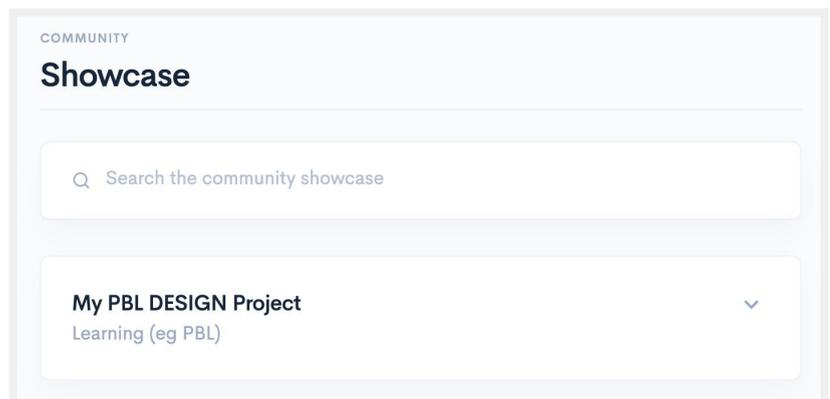 COMMUNITY
Showcase
Search the community showcase
My PBL DESIGN Project
Learning (eg PBL)